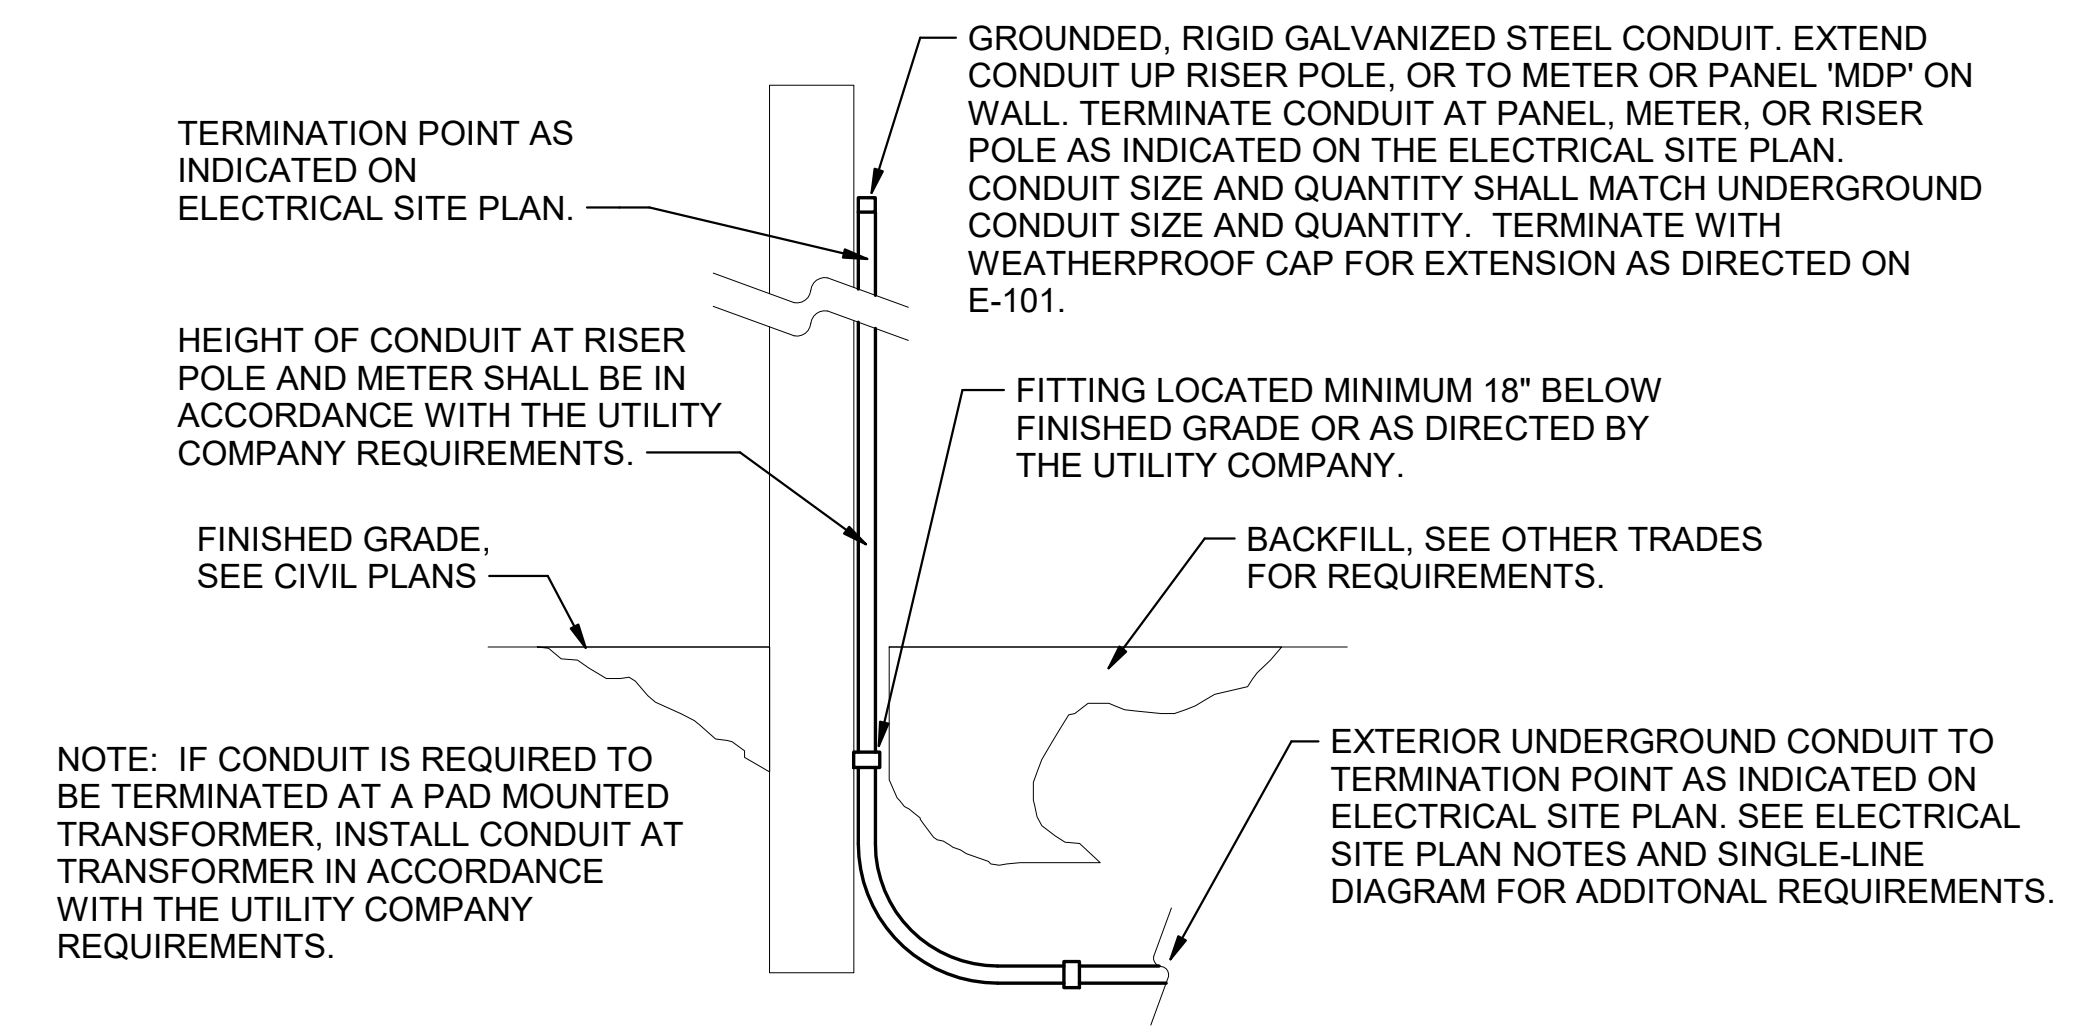 GROUNDED, RIGID GALVANIZED STEEL CONDUIT. EXTEND
CONDUIT UP RISER POLE, OR TO METER OR PANEL 'MDP' ON
WALL. TERMINATE CONDUIT AT PANEL, METER, OR RISER
POLE AS INDICATED ON THE ELECTRICAL SITE PLAN.
CONDUIT SIZE AND QUANTITY SHALL MATCH UNDERGROUND
CONDUIT SIZE AND QUANTITY.  TERMINATE WITH
WEATHERPROOF CAP FOR EXTENSION AS DIRECTED ON
E-101.
TERMINATION POINT AS
INDICATED ON
ELECTRICAL SITE PLAN.
HEIGHT OF CONDUIT AT RISER
POLE AND METER SHALL BE IN
ACCORDANCE WITH THE UTILITY
COMPANY REQUIREMENTS.
FITTING LOCATED MINIMUM 18" BELOW
FINISHED GRADE OR AS DIRECTED BY
THE UTILITY COMPANY.
FINISHED GRADE,
SEE CIVIL PLANS
BACKFILL, SEE OTHER TRADES
FOR REQUIREMENTS.
NOTE:  IF CONDUIT IS REQUIRED TO
BE TERMINATED AT A PAD MOUNTED
TRANSFORMER, INSTALL CONDUIT AT
TRANSFORMER IN ACCORDANCE
WITH THE UTILITY COMPANY
REQUIREMENTS.
EXTERIOR UNDERGROUND CONDUIT TO
TERMINATION POINT AS INDICATED ON
ELECTRICAL SITE PLAN. SEE ELECTRICAL
SITE PLAN NOTES AND SINGLE-LINE
DIAGRAM FOR ADDITONAL REQUIREMENTS.